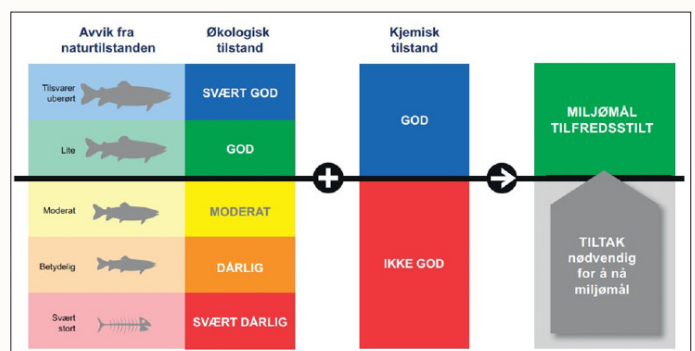 Avvik fra
naturtilstanden
Økologisk
tilstand
Kjemisk
tilstand
Tilsvarer
uberørt
SVÆRT GOD
GOD
MILJØMÅL
TILFREDSSTILT
Lite
GOD
Moderat
MODERAT
IKKE GOD
TILTAK
nødvendig
for å nå
miljømål
Betydelig
DÅRLIG
Svært
stort
SVÆRT DÅRLIG